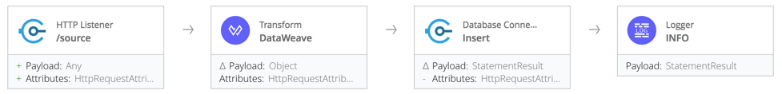 HTTP Listener
/source
+ Payload: Any
+ Attributes: HttpRequestAttri...
Transform
DataWeave
Δ Payload: Object
Attributes: HttpRequestAttrib...
Database Conne...
Insert
Δ Payload: StatementResult
- Attributes: HttpRequestAttri...
Logger
INFO
Payload: StatementResult